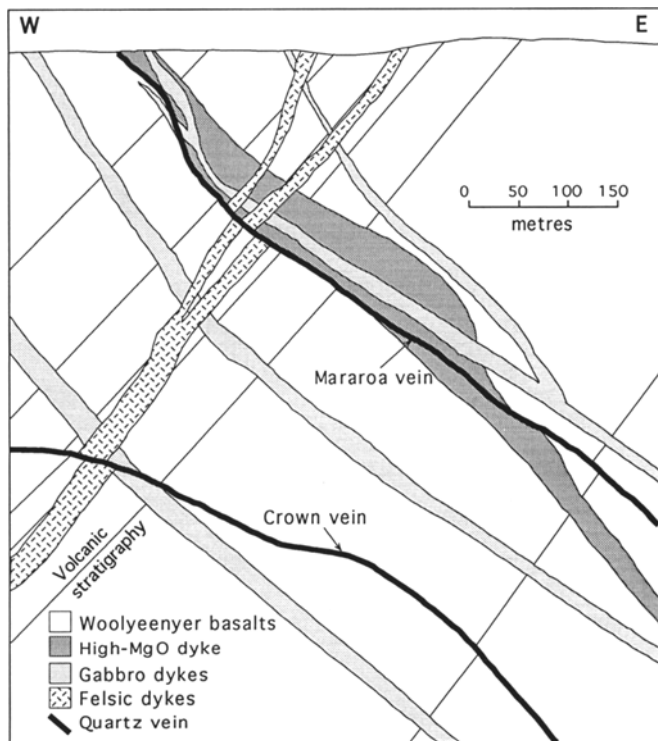 W
E
0 50 100 150
metres
Mararoa vein
Crown vein
Volcanic
stratigraphy
Woolyeenyer basalts
High-MgO dyke
Gabbro dykes
Felsic dykes
Quartz vein